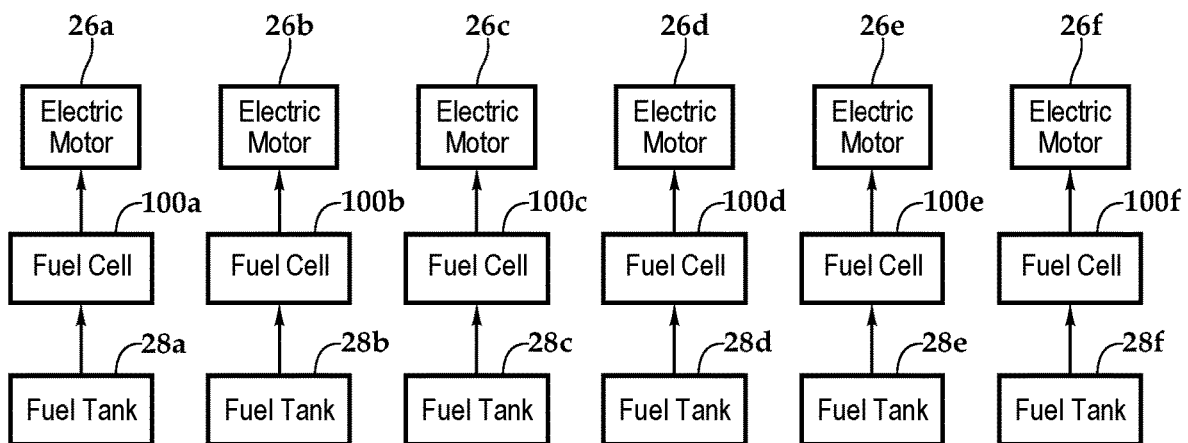 26a 26b 26c 26d 26e 26f
Electric Electric Electric Electric Electric Electric
Motor Motor Motor Motor Motor Motor
100a 100b 100c 100d 100e 100f
Fuel Cell Fuel Cell Fuel Cell Fuel Cell Fuel Cell Fuel Cell
28a 28b 28c 28d 28e 28f
Fuel Tank Fuel Tank Fuel Tank Fuel Tank Fuel Tank Fuel Tank